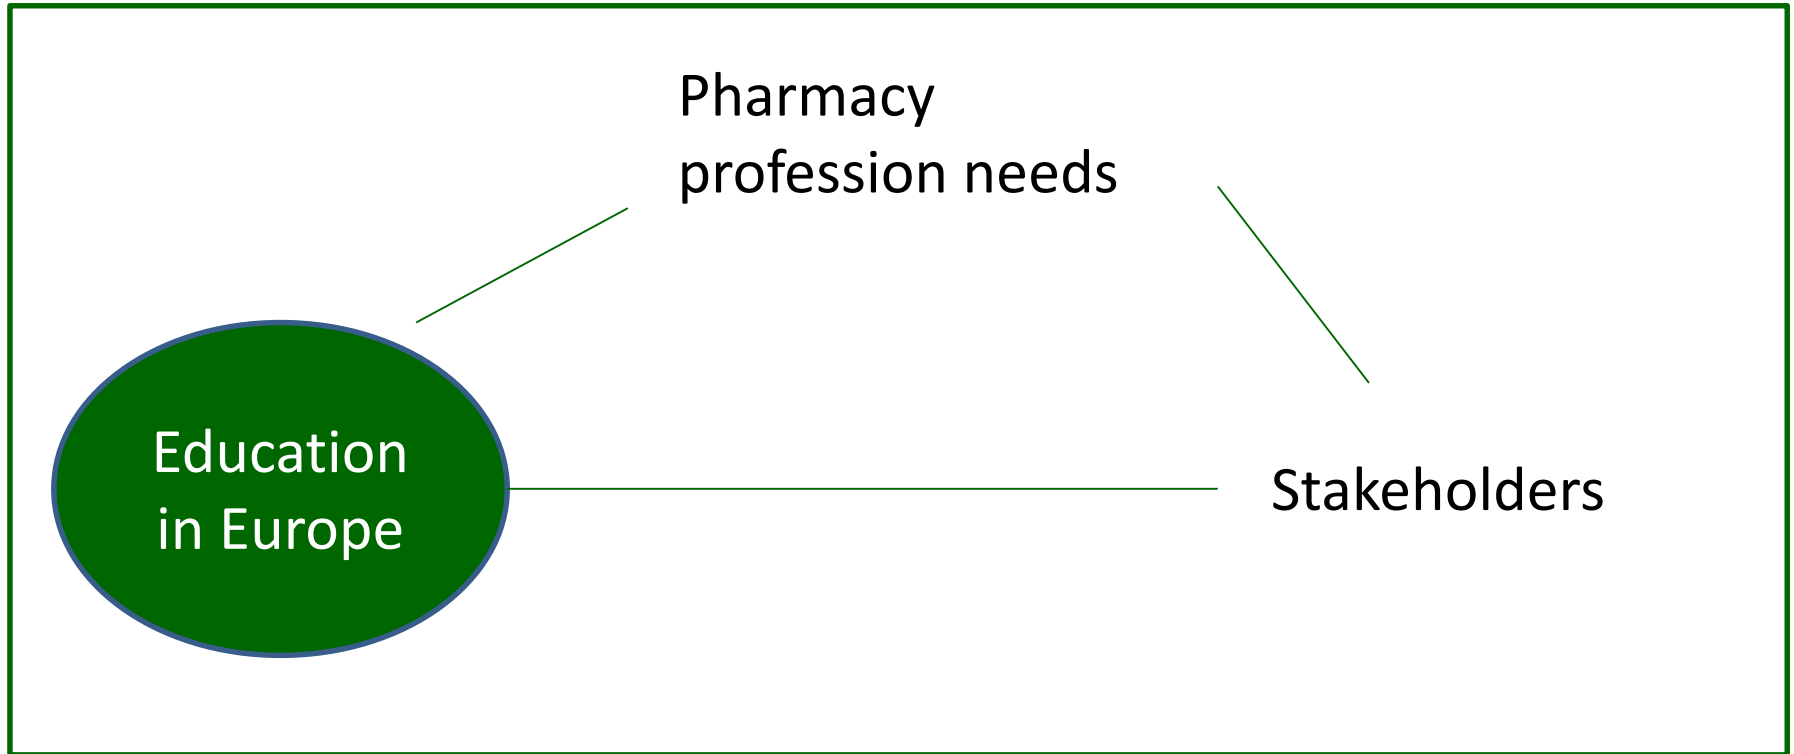 Pharmacy
profession needs
Education
in Europe
Stakeholders